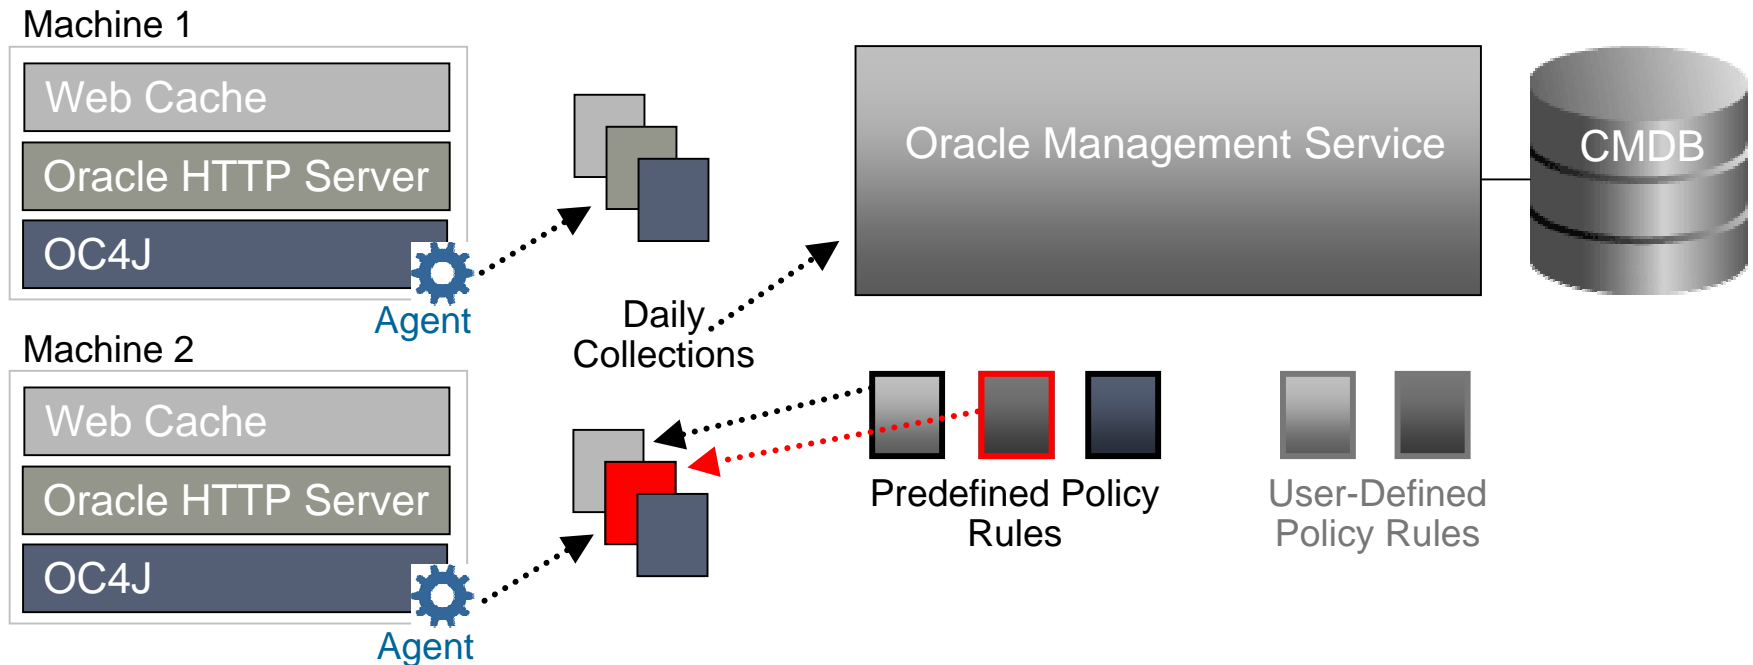 Machine 1
Web Cache
Oracle HTTP Server
OC4J
Agent
Daily
Collections
Oracle Management Service
CMDB
Machine 2
Web Cache
Oracle HTTP Server
OC4J
Agent
Predefined Policy
Rules
User-Defined
Policy Rules